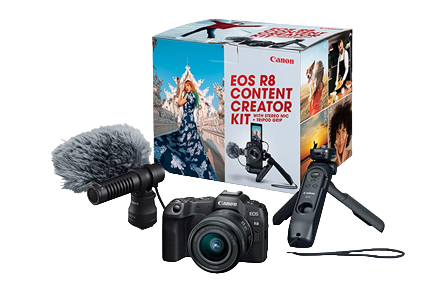 Canon
EOS R8
CONTENT
CREATOR
KIT
WITH STEREO MIC
+ TRIPOD GRIP
Canon
EOS
R8